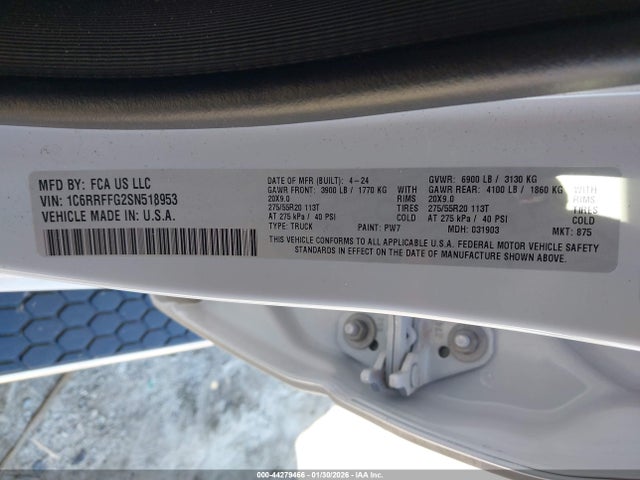 MFD BY: FCA US LLC
VIN: 1C6RRFFG2SN518953
VEHICLE MADE IN U.S.A.
DATE OF MFR (BUILT): 4-24
GVWR: 6900 LB / 3130 KG
GAWR FRONT: 3900 LB / 1770 KG WITH
GAWR REAR: 4100 LB / 1860 KG WITH
20X9.0 RIMS
20X9.0 RIMS
275/55R20 113T TIRES
275/55R20 113T TIRES
AT 275 kPa / 40 PSI COLD
AT 275 kPa / 40 PSI COLD
TYPE: TRUCK PAINT: PW7 MDH: 031903 MKT: 875
THIS VEHICLE CONFORMS TO ALL APPLICABLE U.S.A. FEDERAL MOTOR VEHICLE SAFETY
STANDARDS IN EFFECT ON THE DATE OF MANUFACTURE SHOWN ABOVE.
000-44279466 - 01/30/2026 - IAAI.COM